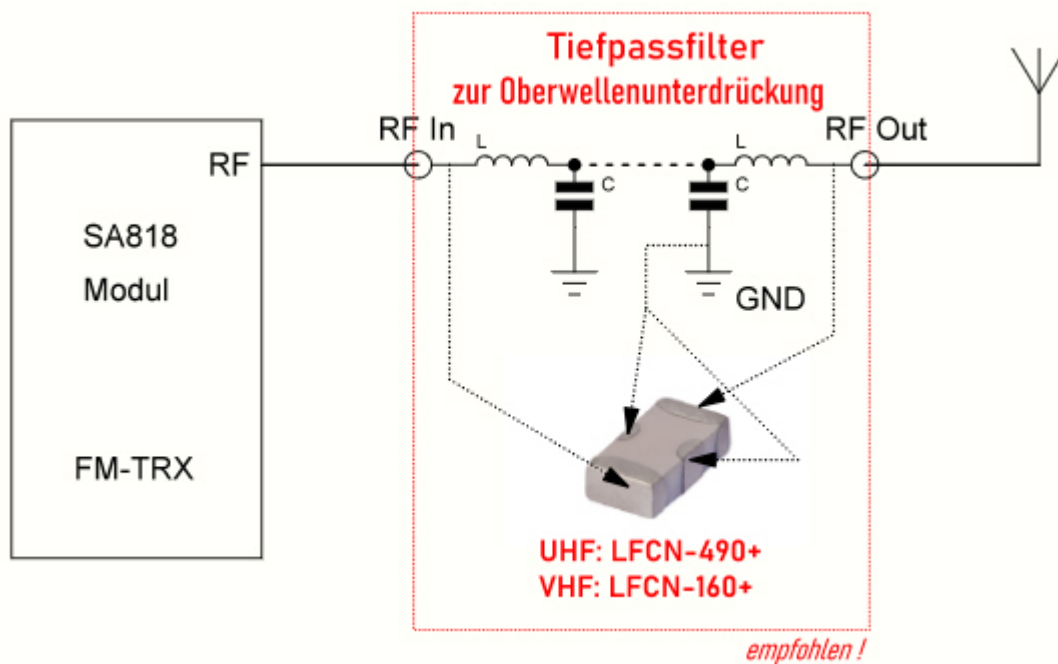 Tiefpassfilter
zur Oberwellenunterdrückung
RF In
RF Out
L
L
RF
C
C
SA818
Modul
GND
FM-TRX
UHF: LFCN-490+
VHF: LFCN-160+
empfohlen !